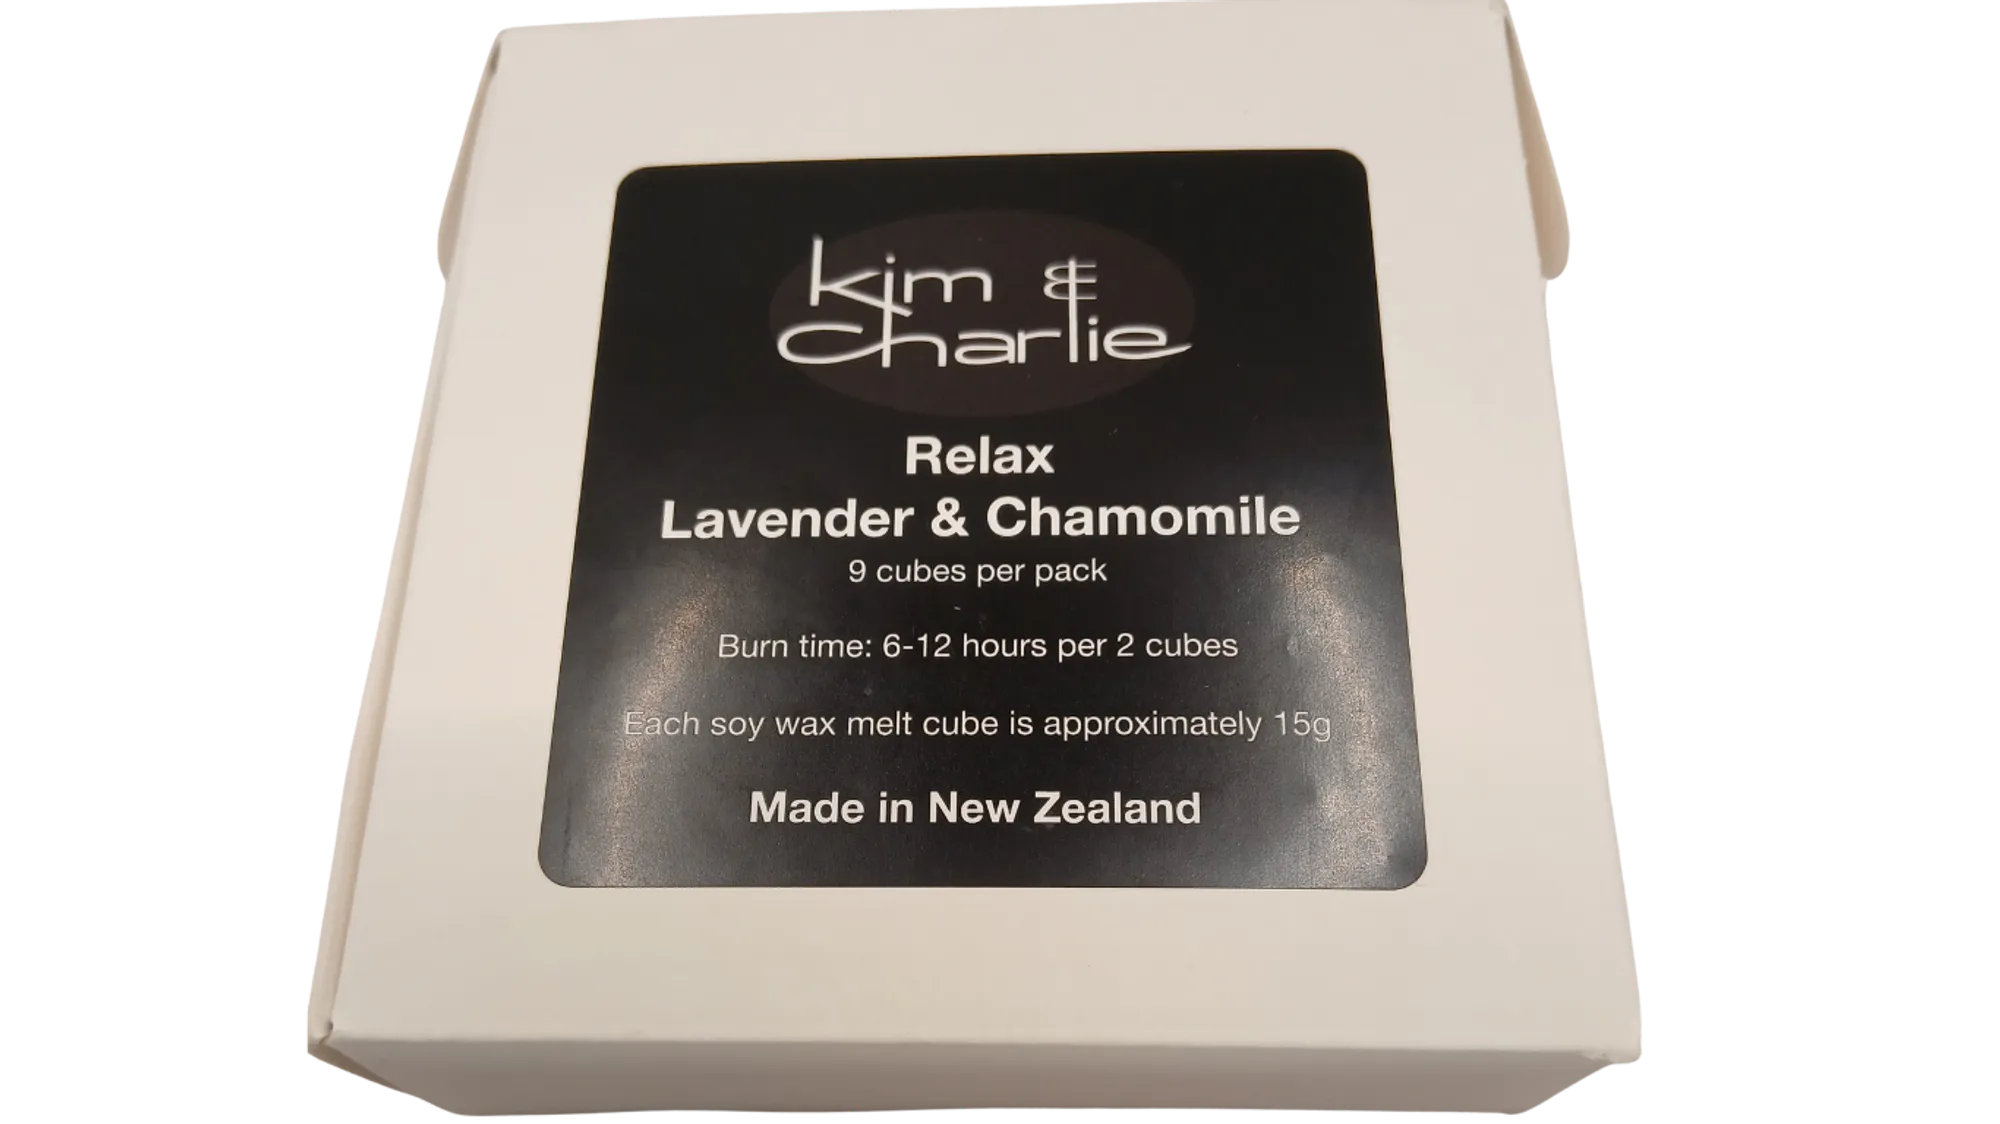 kim &
charlie
Relax
Lavender & Chamomile
9 cubes per pack
Burn time: 6-12 hours per 2 cubes
Each soy wax melt cube is approximately 15g
Made in New Zealand